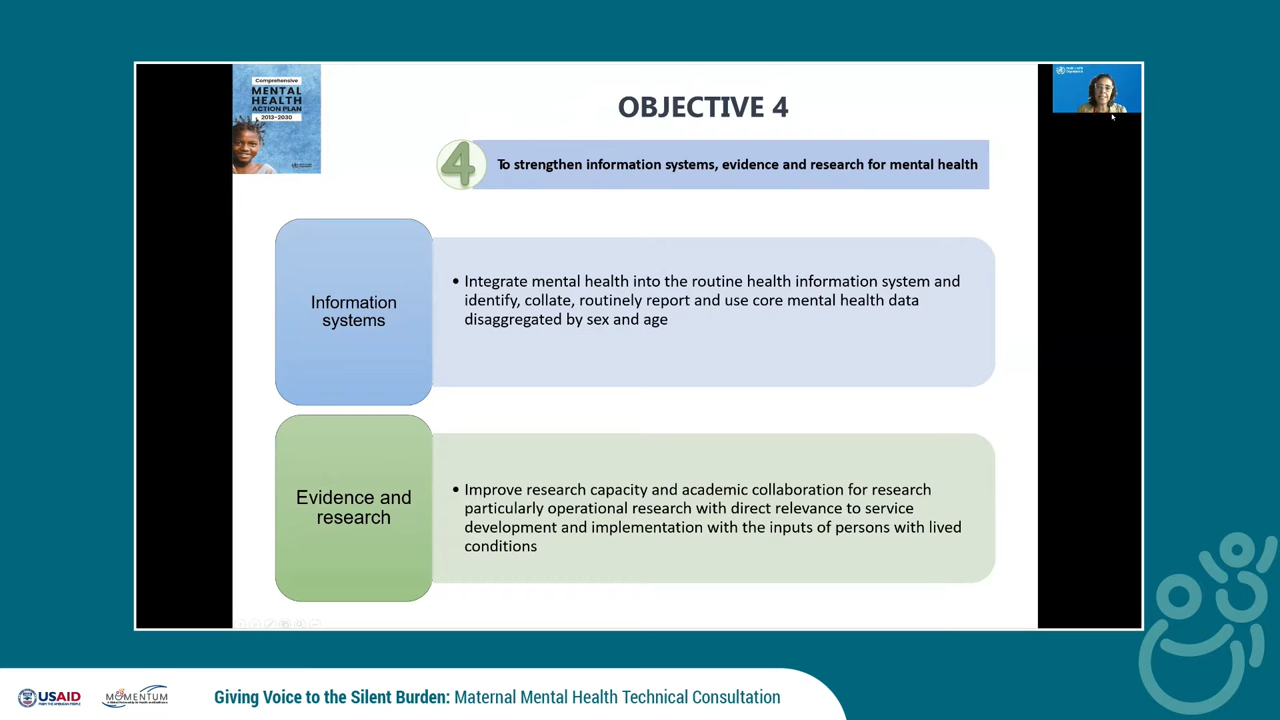 Comprehensive
MENTAL
HEALTH
ACTION PLAN
2013-2030
OBJECTIVE 4
4
To strengthen information systems, evidence and research for mental health
Information
systems
• Integrate mental health into the routine health information system and
identify, collate, routinely report and use core mental health data
disaggregated by sex and age
Evidence and
research
• Improve research capacity and academic collaboration for research
particularly operational research with direct relevance to service
development and implementation with the inputs of persons with lived
conditions
USAID
FROM THE AMERICAN PEOPLE
MOMENTUM
Giving Voice to the Silent Burden: Maternal Mental Health Technical Consultation